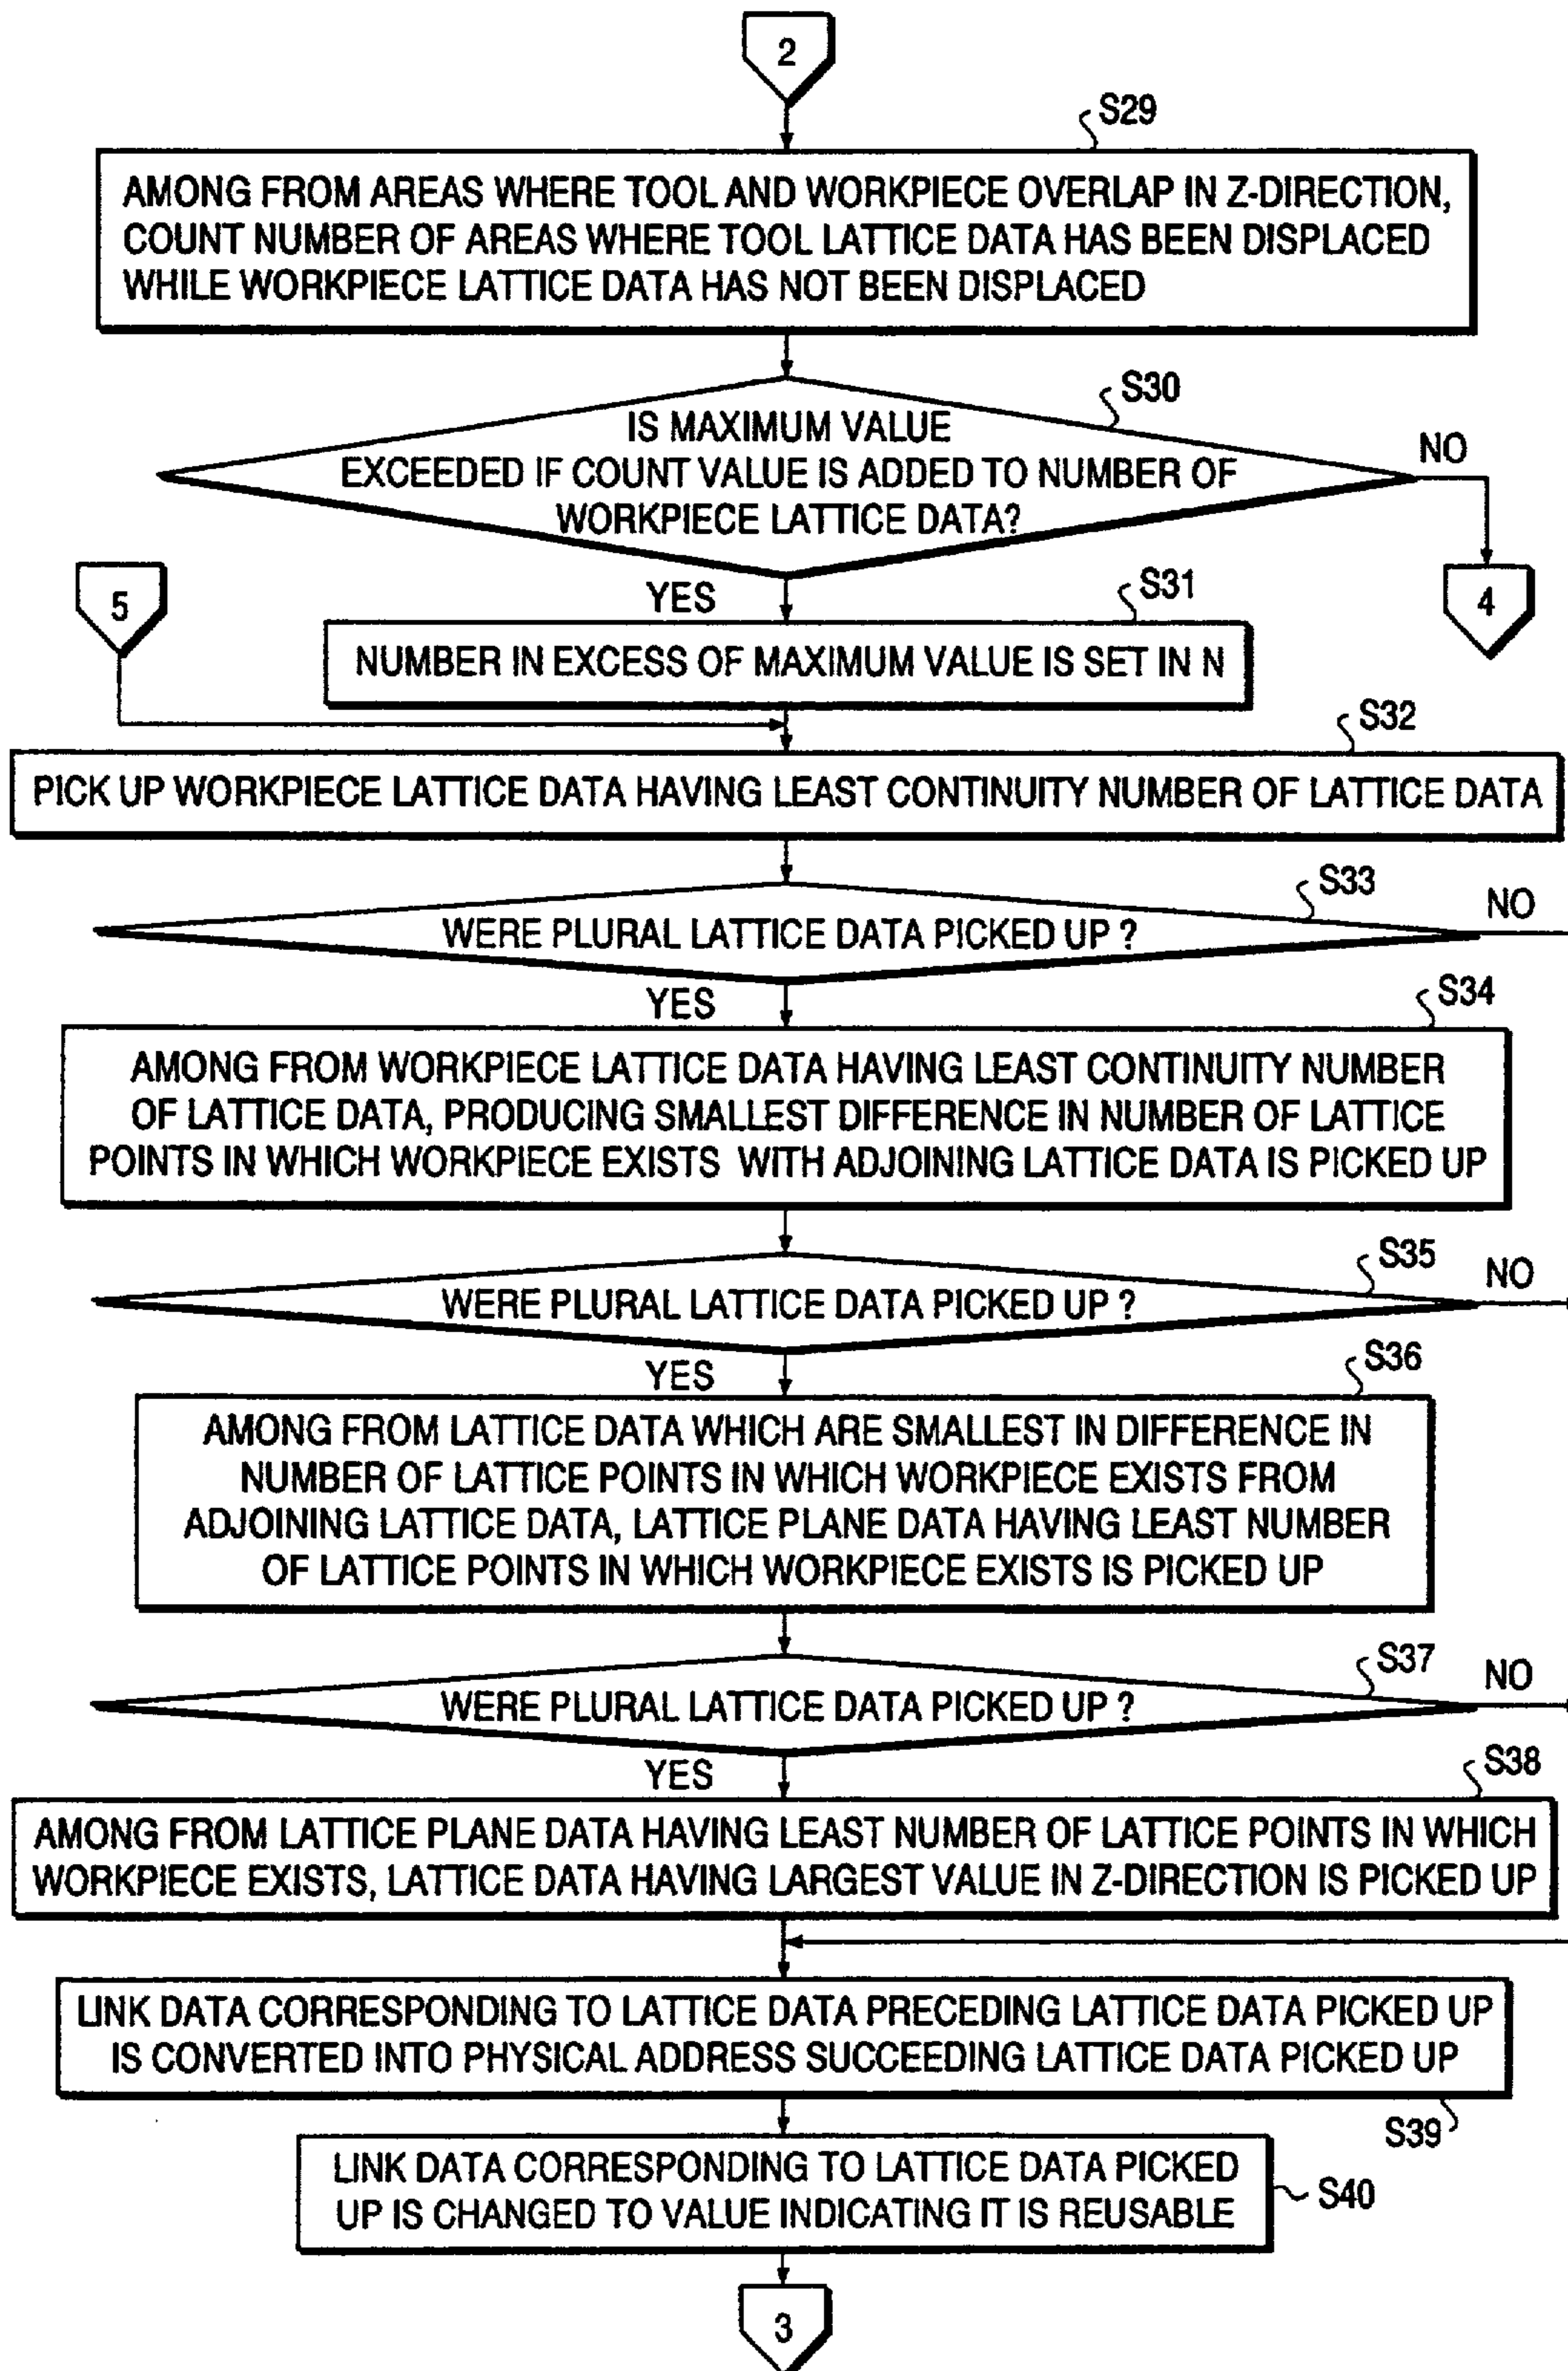 2
S29
AMONG FROM AREAS WHERE TOOL AND WORKPIECE OVERLAP IN Z-DIRECTION,
COUNT NUMBER OF AREAS WHERE TOOL LATTICE DATA HAS BEEN DISPLACED
WHILE WORKPIECE LATTICE DATA HAS NOT BEEN DISPLACED
S30
IS MAXIMUM VALUE
EXCEEDED IF COUNT VALUE IS ADDED TO NUMBER OF
WORKPIECE LATTICE DATA?
NO
4
YES
5
S31
NUMBER IN EXCESS OF MAXIMUM VALUE IS SET IN N
S32
PICK UP WORKPIECE LATTICE DATA HAVING LEAST CONTINUITY NUMBER OF LATTICE DATA
S33
WERE PLURAL LATTICE DATA PICKED UP ?
NO
YES
S34
AMONG FROM WORKPIECE LATTICE DATA HAVING LEAST CONTINUITY NUMBER
OF LATTICE DATA, PRODUCING SMALLEST DIFFERENCE IN NUMBER OF LATTICE
POINTS IN WHICH WORKPIECE EXISTS WITH ADJOINING LATTICE DATA IS PICKED UP
S35
WERE PLURAL LATTICE DATA PICKED UP ?
NO
YES
S36
AMONG FROM LATTICE DATA WHICH ARE SMALLEST IN DIFFERENCE IN
NUMBER OF LATTICE POINTS IN WHICH WORKPIECE EXISTS FROM
ADJOINING LATTICE DATA, LATTICE PLANE DATA HAVING LEAST NUMBER
OF LATTICE POINTS IN WHICH WORKPIECE EXISTS IS PICKED UP
S37
WERE PLURAL LATTICE DATA PICKED UP ?
NO
YES
S38
AMONG FROM LATTICE PLANE DATA HAVING LEAST NUMBER OF LATTICE POINTS IN WHICH
WORKPIECE EXISTS, LATTICE DATA HAVING LARGEST VALUE IN Z-DIRECTION IS PICKED UP
LINK DATA CORRESPONDING TO LATTICE DATA PRECEDING LATTICE DATA PICKED UP
IS CONVERTED INTO PHYSICAL ADDRESS SUCCEEDING LATTICE DATA PICKED UP
S39
LINK DATA CORRESPONDING TO LATTICE DATA PICKED
UP IS CHANGED TO VALUE INDICATING IT IS REUSABLE
S40
3